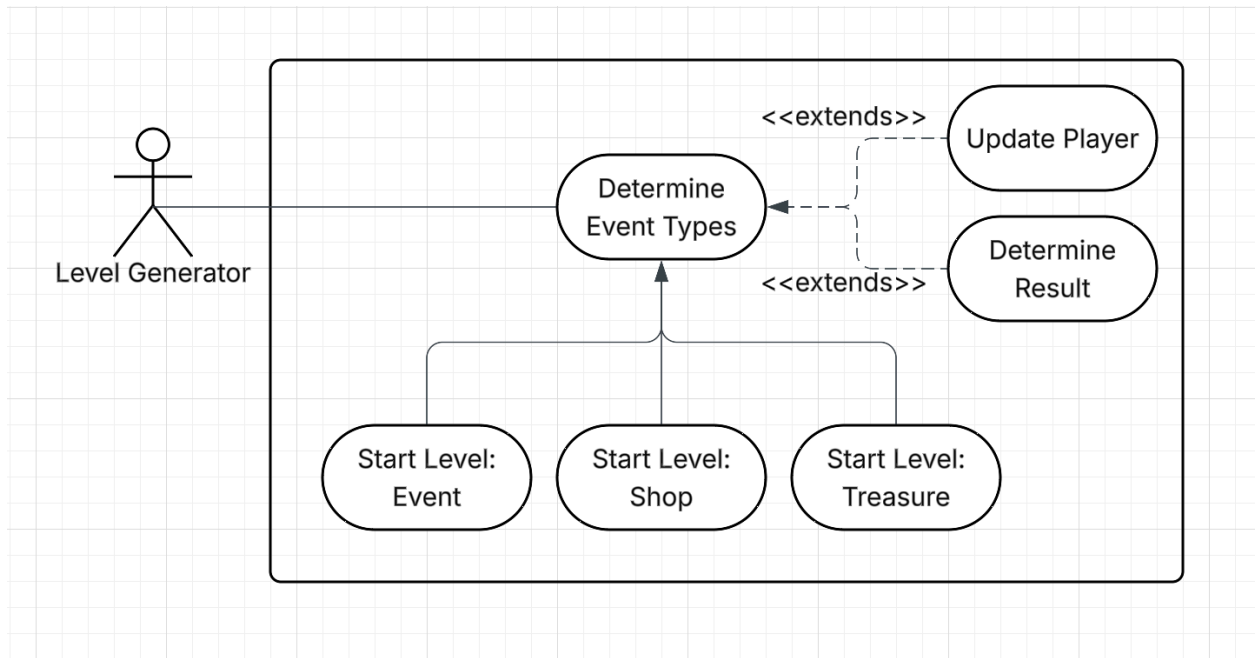 <<extends>>
Update Player
Determine
Event Types
Determine
Result
Level Generator
<<extends>>
Start Level:
Event
Start Level:
Shop
Start Level:
Treasure